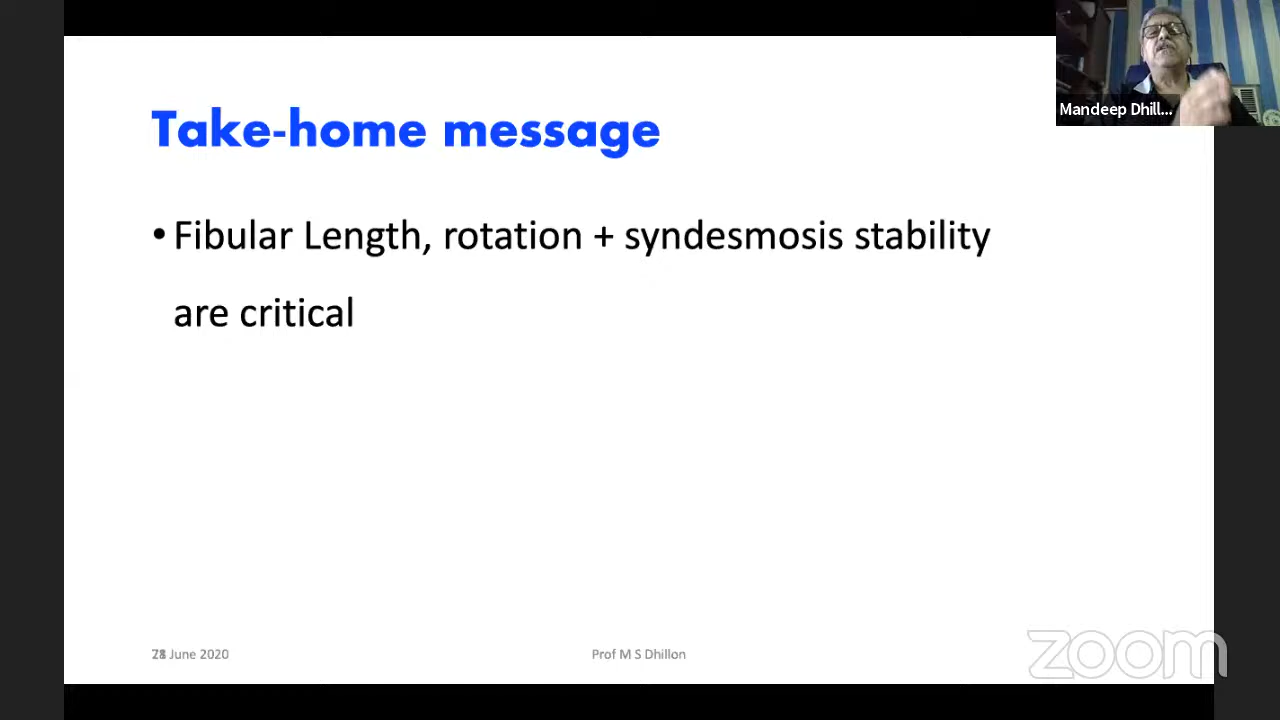 Mandeep Dhill...
Take-home message
• Fibular Length, rotation + syndesmosis stability
are critical
June 2020
Prof M S Dhillon
zoom